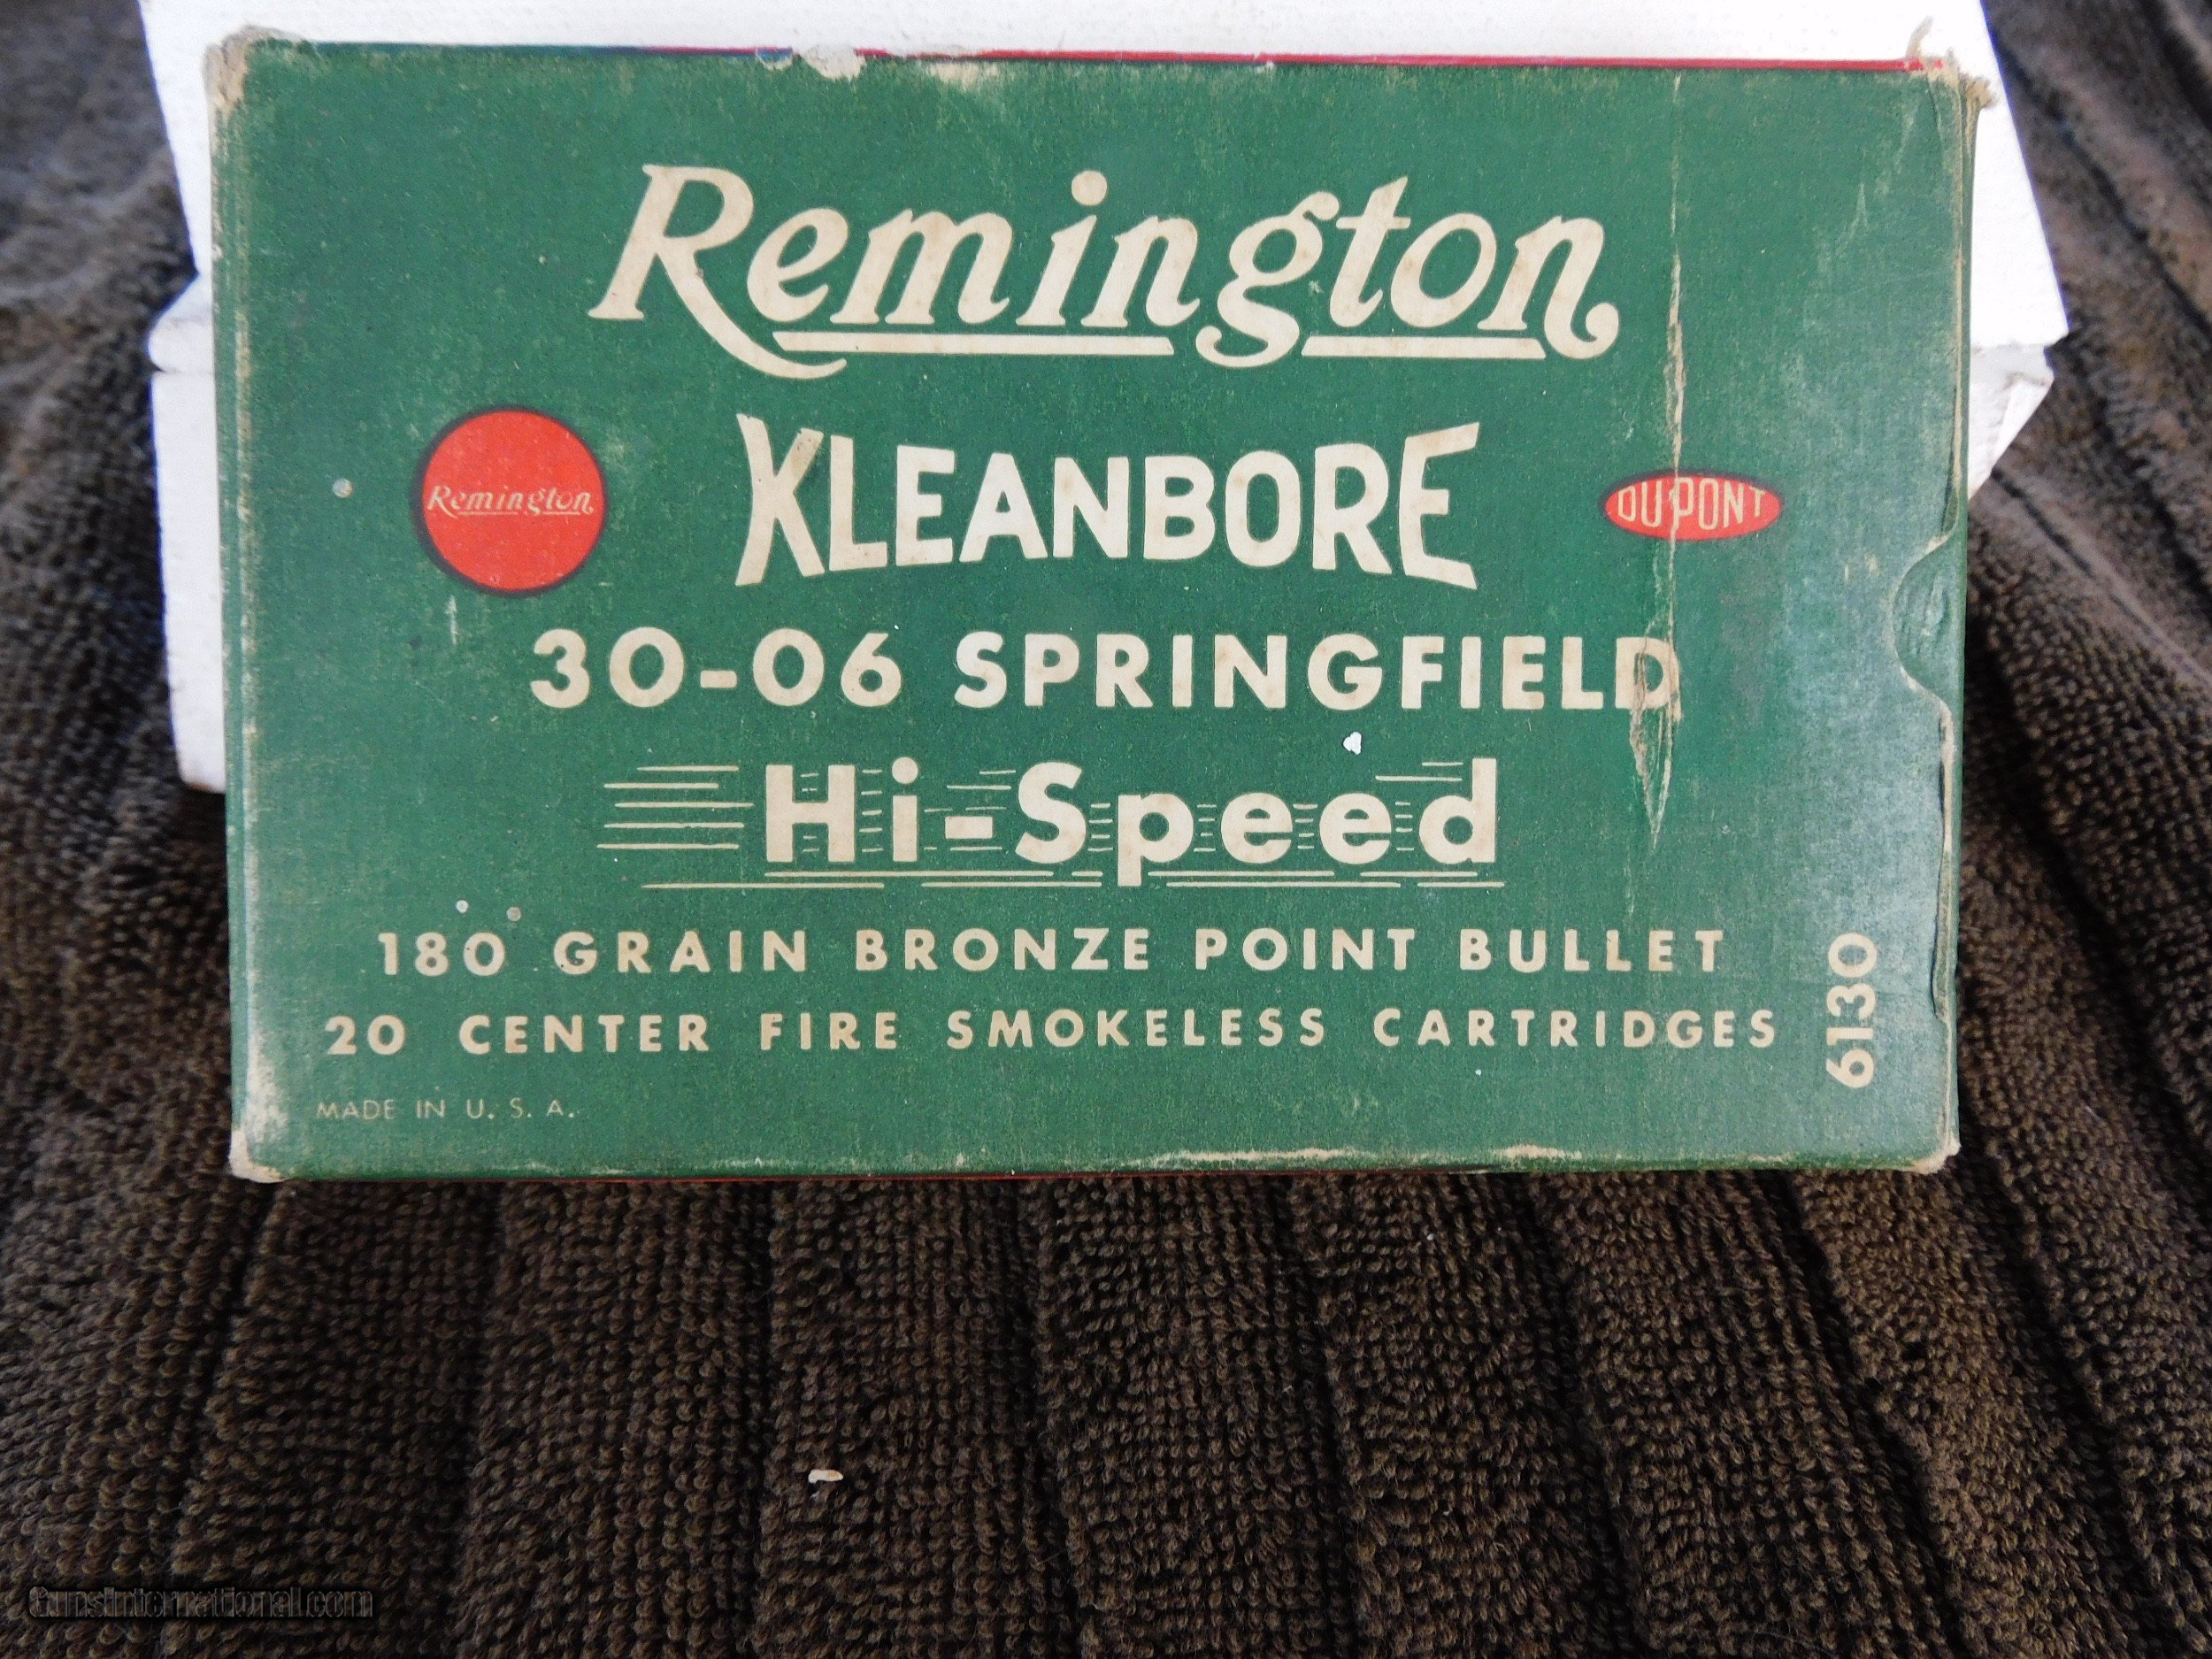 Remington
KLEANBORE
Remington
DUPONT
30-06 SPRINGFIELD
Hi-Speed
180 GRAIN BRONZE POINT BULLET
20 CENTER FIRE SMOKELESS CARTRIDGES
6130
MADE IN U. S. A.
GunsInternational.com